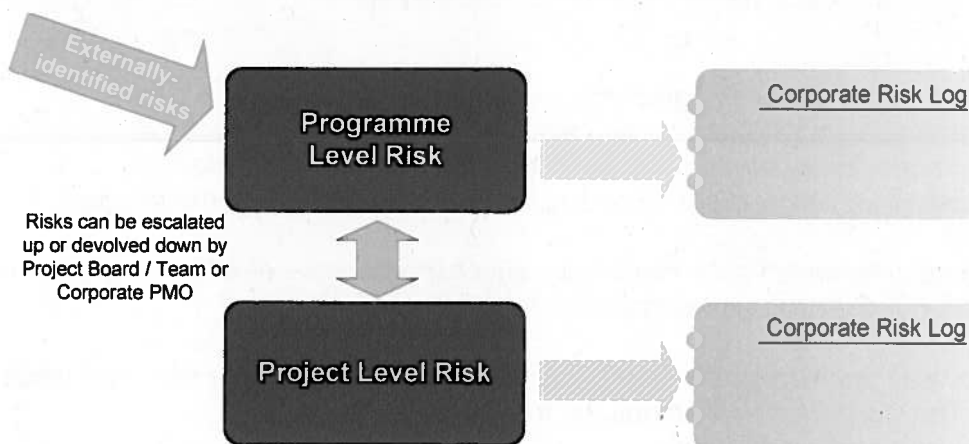 Externally-
identified risks
Programme
Level Risk
Corporate Risk Log
Risks can be escalated
up or devolved down by
Project Board / Team or
Corporate PMO
Project Level Risk
Corporate Risk Log